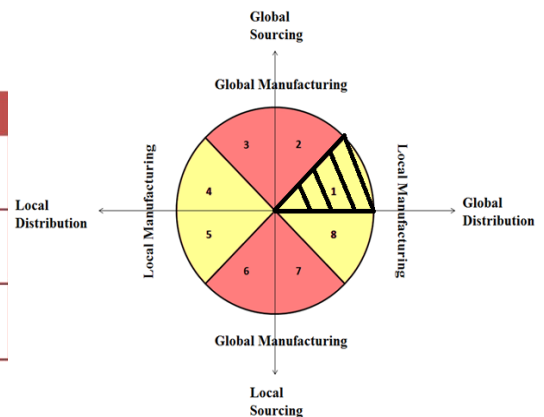 Global
Sourcing
Global Manufacturing
3
2
Local Manufacturing
4
1
Local Manufacturing
Local
Distribution
Global
Distribution
5
8
6
7
Global Manufacturing
Local
Sourcing